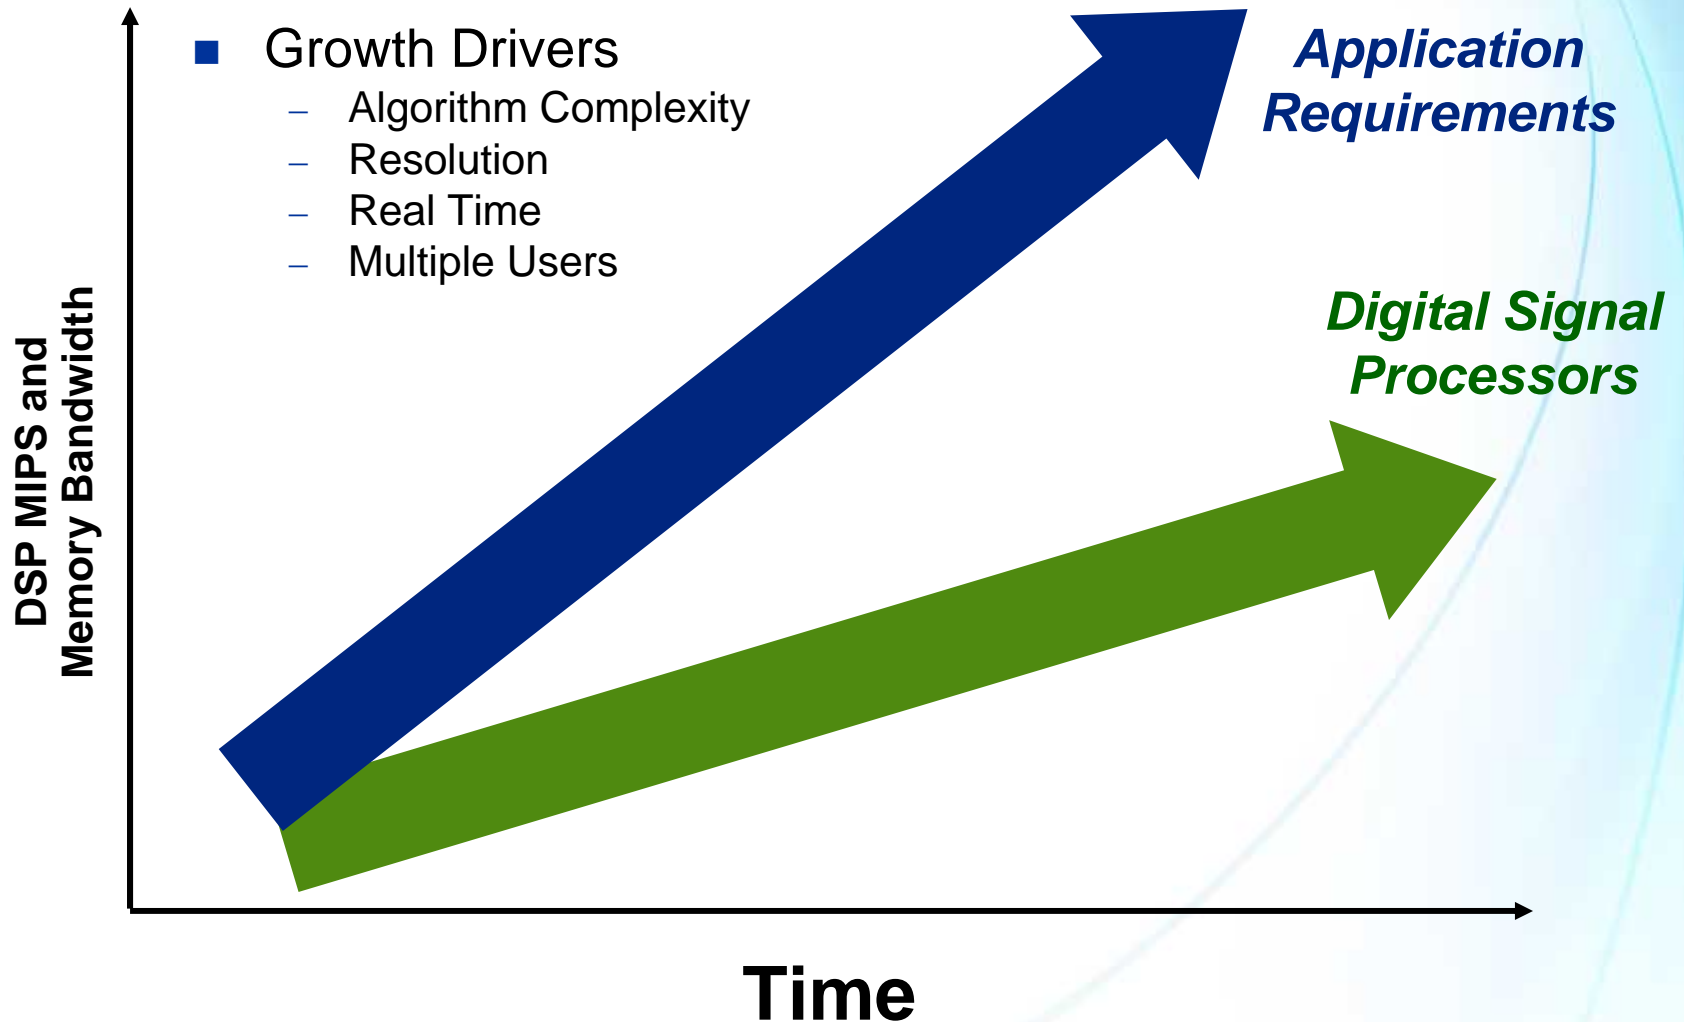 Growth Drivers
– Algorithm Complexity
– Resolution
– Real Time
– Multiple Users
Application
Requirements
Digital Signal
Processors
DSP MIPS and
Memory Bandwidth
Time